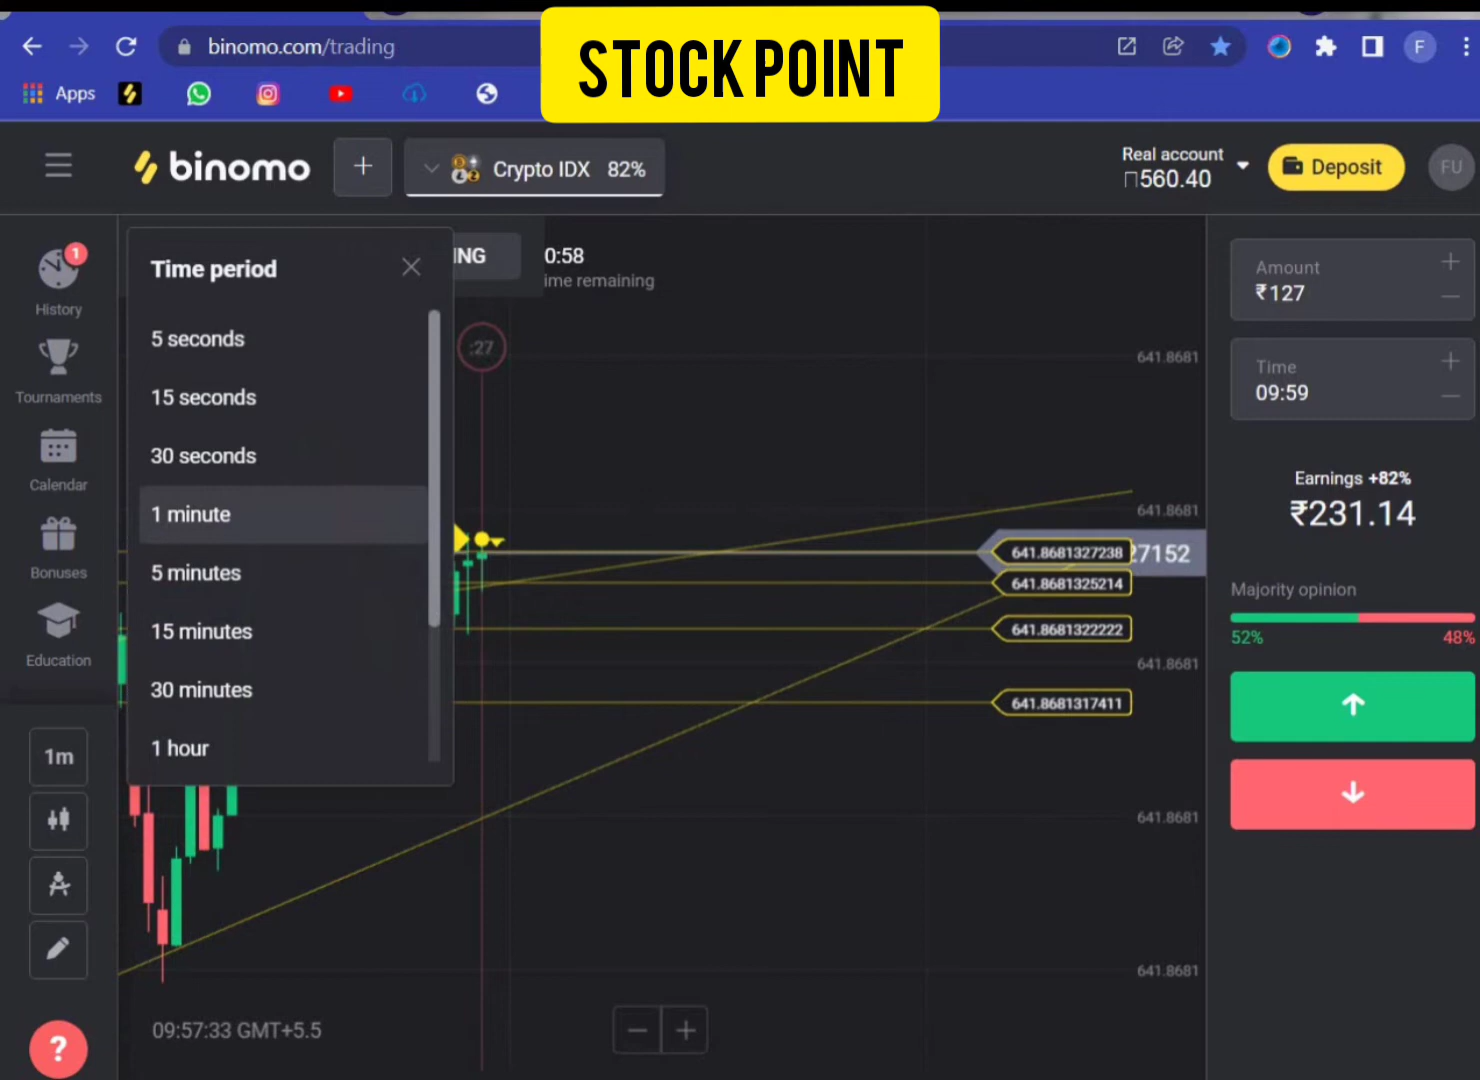 binomo.com/trading
STOCK POINT
F
Apps
binomo
+
Crypto IDX 82%
Real account
560.40
Deposit
FU
1
History
Tournaments
Calendar
Bonuses
Education
1m
?
Time period
5 seconds
15 seconds
30 seconds
1 minute
5 minutes
15 minutes
30 minutes
1 hour
ING
0:58
ime remaining
:27
641.8681
641.8681
641.8681327238
27152
641.8681325214
641.8681322222
641.8681
641.8681317411
641.8681
641.8681
09:57:33 GMT+5.5
Amount
₹127
Time
09:59
Earnings +82%
₹231.14
Majority opinion
52% 48%